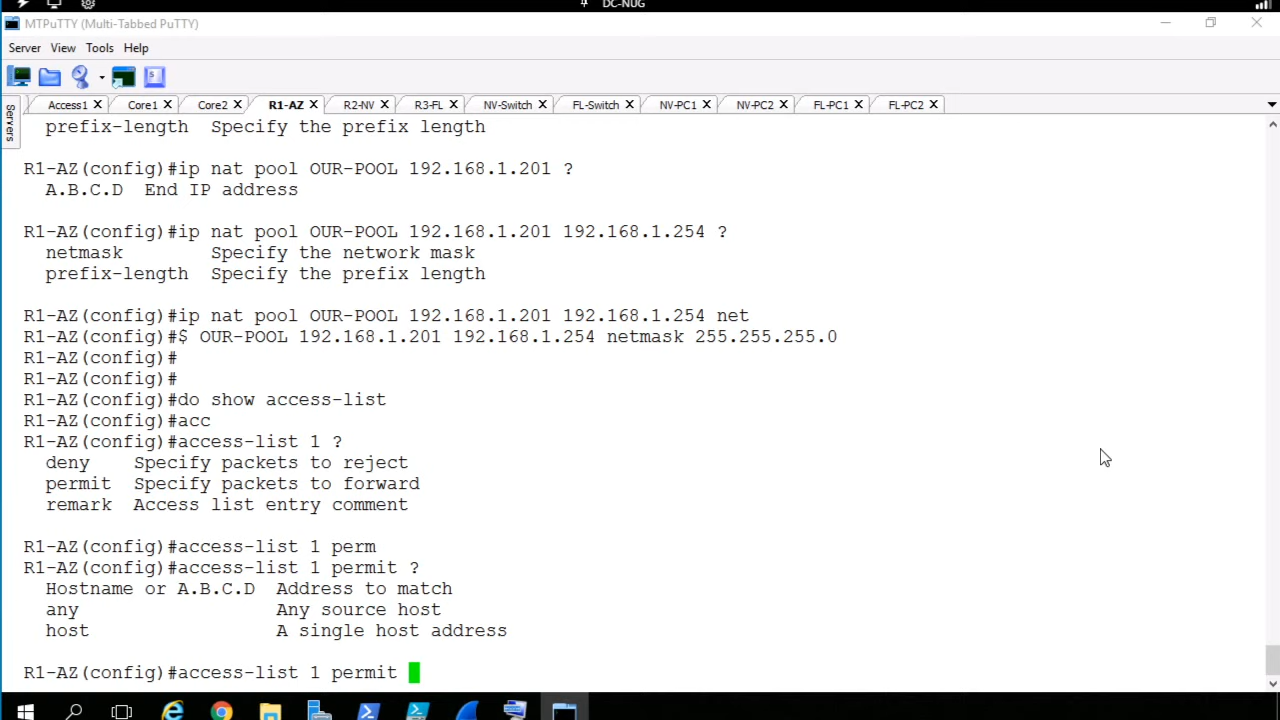 DC-NUG
MTPuTTY (Multi-Tabbed PuTTY)
Server View Tools Help
Access1 Core1 Core2 R1-AZ R2-NV R3-FL NV-Switch FL-Switch NV-PC1 NV-PC2 FL-PC1 FL-PC2
Servers
prefix-length  Specify the prefix length
R1-AZ(config)#ip nat pool OUR-POOL 192.168.1.201 ?
A.B.C.D  End IP address
R1-AZ(config)#ip nat pool OUR-POOL 192.168.1.201 192.168.1.254 ?
netmask        Specify the network mask
prefix-length  Specify the prefix length
R1-AZ(config)#ip nat pool OUR-POOL 192.168.1.201 192.168.1.254 net
R1-AZ(config)#$ OUR-POOL 192.168.1.201 192.168.1.254 netmask 255.255.255.0
R1-AZ(config)#
R1-AZ(config)#
R1-AZ(config)#do show access-list
R1-AZ(config)#acc
R1-AZ(config)#access-list 1 ?
deny    Specify packets to reject
permit  Specify packets to forward
remark  Access list entry comment
R1-AZ(config)#access-list 1 perm
R1-AZ(config)#access-list 1 permit ?
Hostname or A.B.C.D  Address to match
any                  Any source host
host                 A single host address
R1-AZ(config)#access-list 1 permit